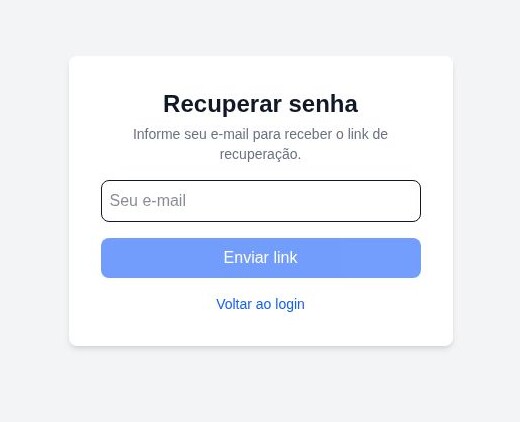 Recuperar senha
Informe seu e-mail para receber o link de
recuperação.
Seu e-mail
Enviar link
Voltar ao login